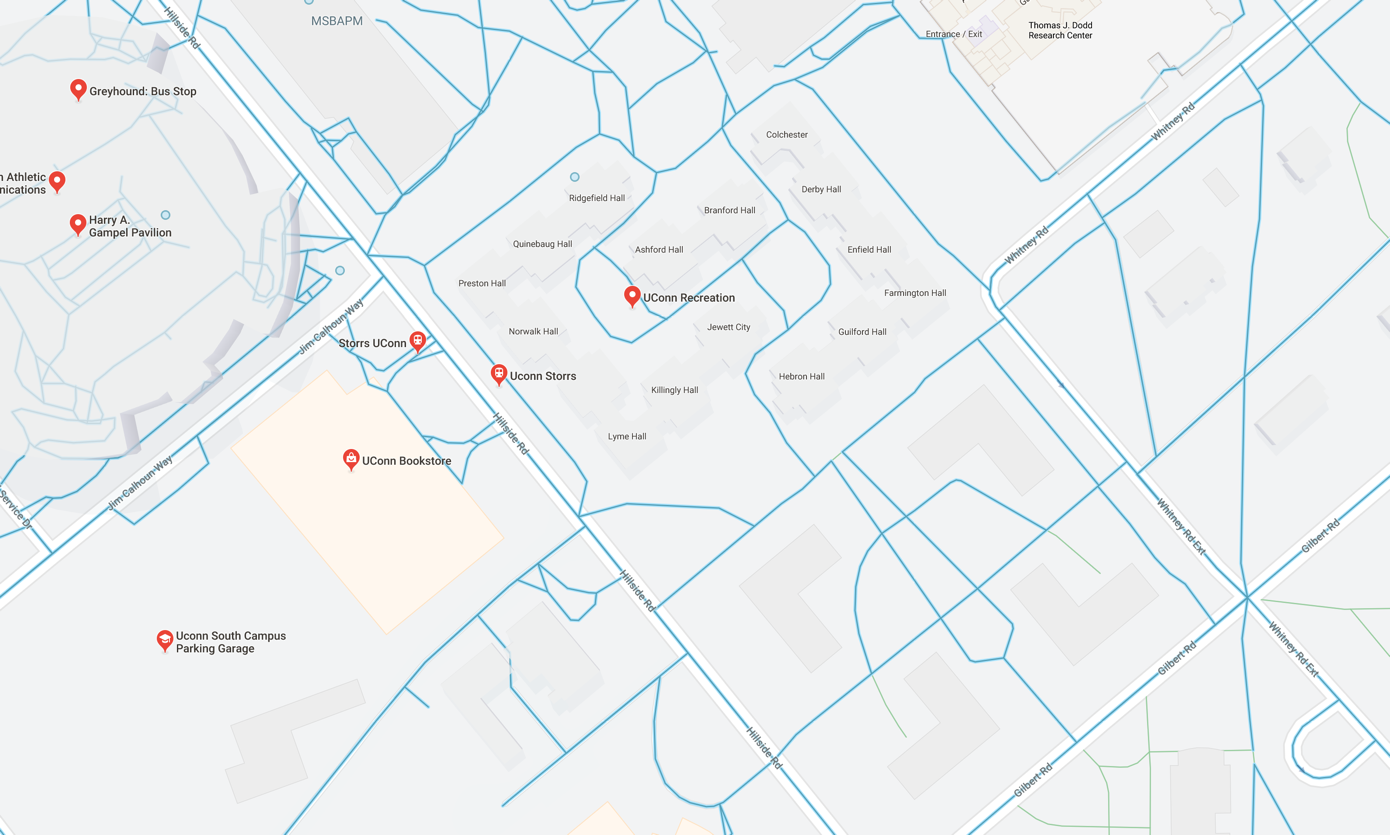 Hillside Rd
MSBAPM
Entrance / Exit
Thomas J. Dodd
Research Center
Greyhound: Bus Stop
Whitney Rd
Colchester
Athletic
Derby Hall
Ridgefield Hall
Branford Hall
Harry A.
Gampel Pavilion
Whitney Rd
Quinebaug Hall
Ashford Hall
Enfield Hall
Preston Hall
Farmington Hall
UConn Recreation
Jim Calhoun Way
Norwalk Hall
Jewett City
Guilford Hall
Storrs UConn
Uconn Storrs
Hebron Hall
Killingly Hall
Hillside Rd
Lyme Hall
UConn Bookstore
Jim Calhoun Way
Service Dr
Whitney Rd Ext
Gilbert Rd
Hillside Rd
Uconn South Campus
Parking Garage
Gilbert Rd
Whitney Rd Ext
Hillside Rd
Gilbert Rd